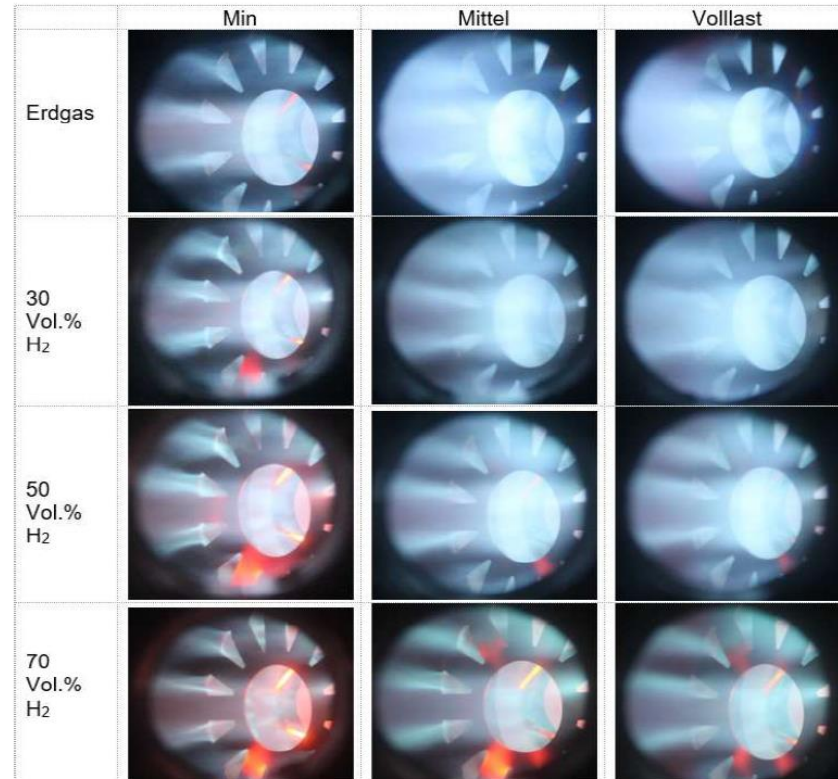 Min Mittel Volllast
Erdgas
30
Vol.%
H₂
50
Vol.%
H₂
70
Vol.%
H₂